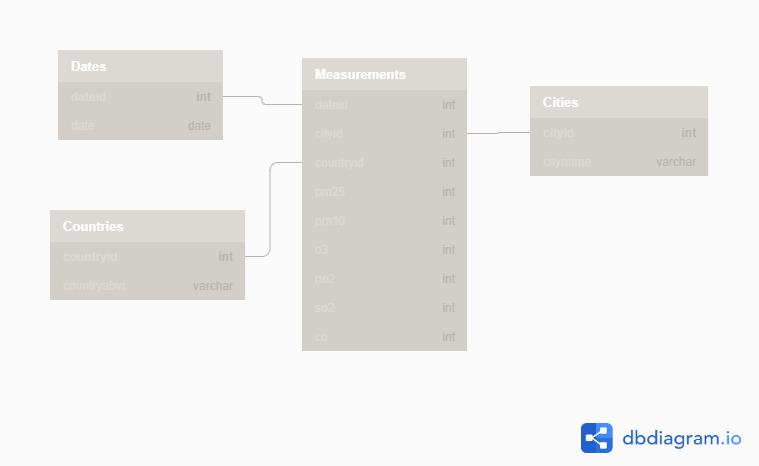 Dates
dateid int
date date
Measurements
dateid int
cityid int
countryid int
pm25 int
pm10 int
o3 int
no2 int
so2 int
co int
Cities
cityid int
cityname varchar
Countries
countryid int
countryabvr varchar
dbdiagram.io